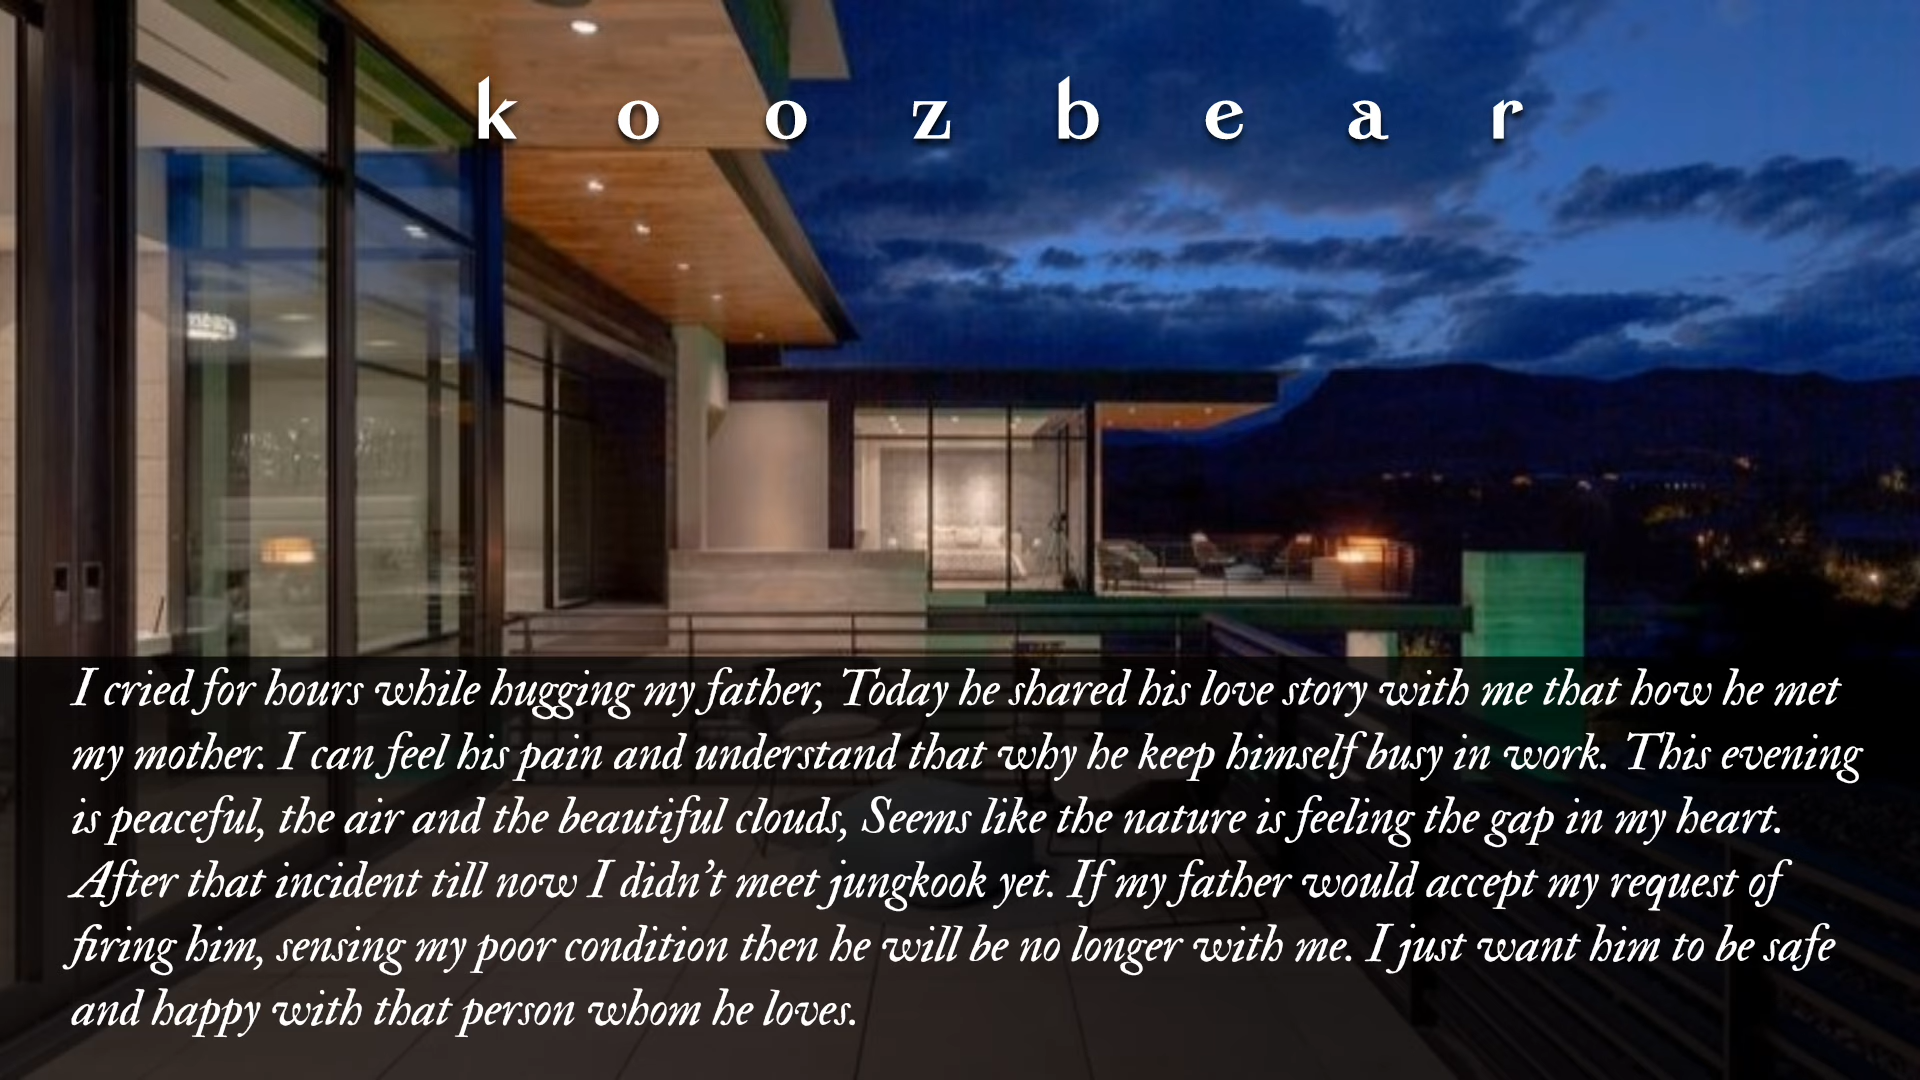 k o o z b e a r
I cried for hours while hugging my father, Today he shared his love story with me that how he met
my mother. I can feel his pain and understand that why he keep himself busy in work. This evening
is peaceful, the air and the beautiful clouds, Seems like the nature is feeling the gap in my heart.
After that incident till now I didn't meet jungkook yet. If my father would accept my request of
firing him, sensing my poor condition then he will be no longer with me. I just want him to be safe
and happy with that person whom he loves.